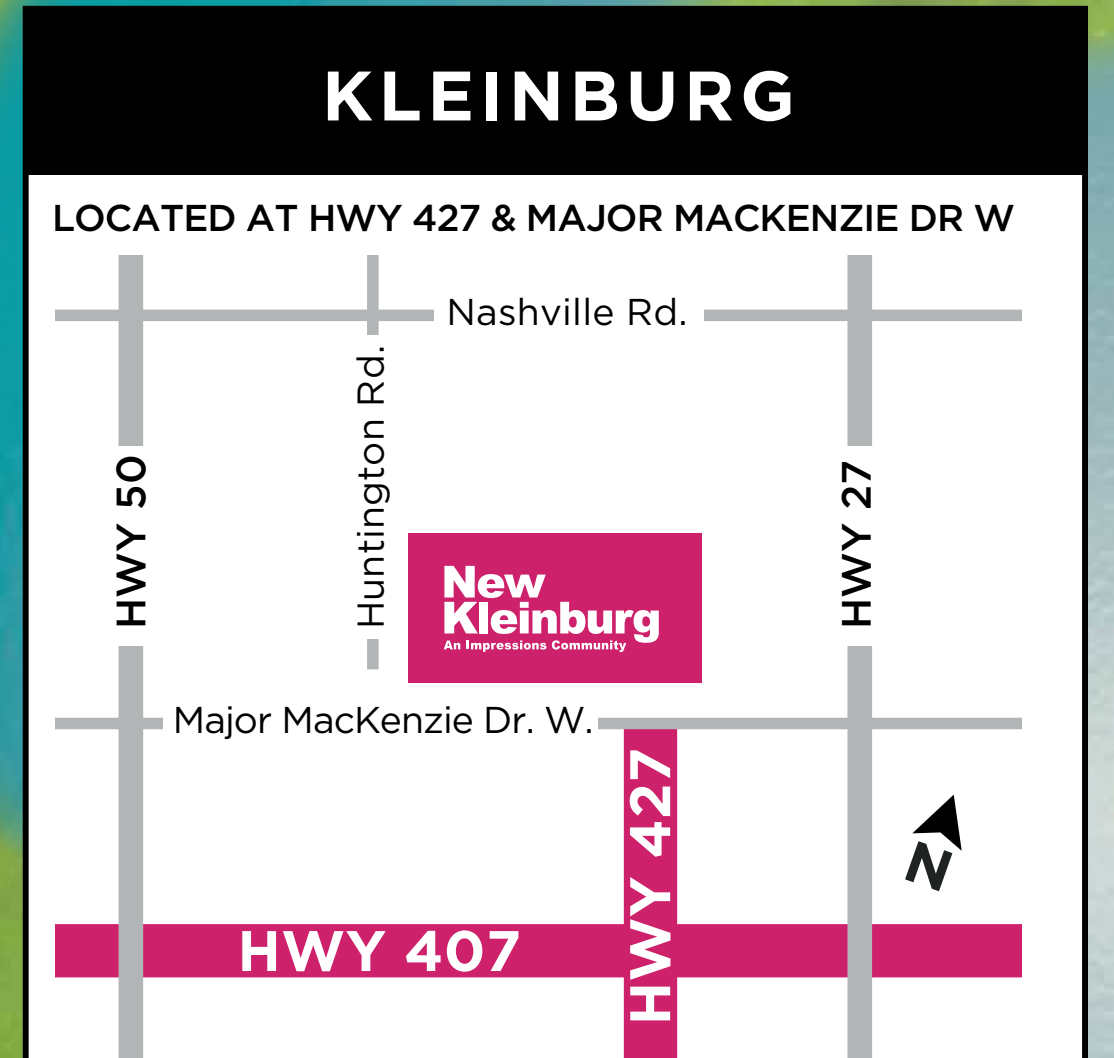 KLEINBURG
LOCATED AT HWY 427 & MAJOR MACKENZIE DR W
Nashville Rd.
Huntington Rd.
HWY 50
HWY 27
New
Kleinburg
An Impressions Community
Major MacKenzie Dr. W.
HWY 427
N
HWY 407